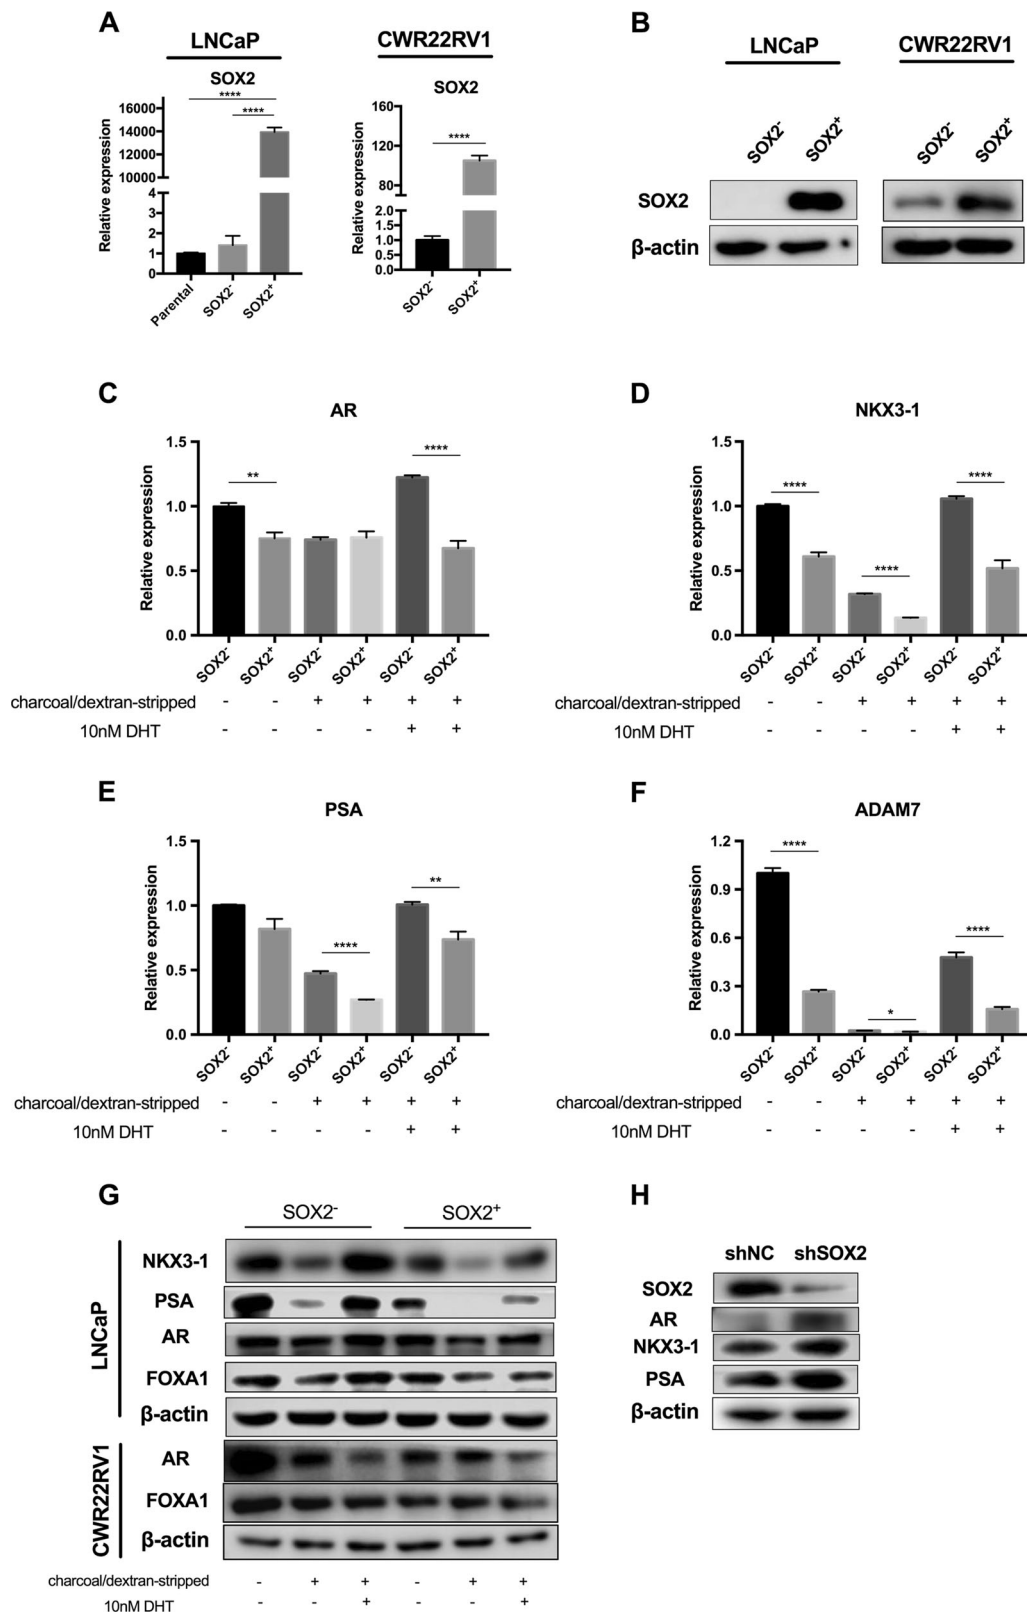 A
LNCaP
CWR22RV1
SOX2
SOX2
Relative expression
16000
14000
12000
10000
4
3
2
1
0
****
****
Parental
SOX2-
SOX2+
Relative expression
160
120
80
2.0
1.5
1.0
0.5
0.0
****
SOX2-
SOX2+
B
LNCaP
CWR22RV1
SOX2-
SOX2+
SOX2-
SOX2+
SOX2
β-actin
C
AR
Relative expression
1.5
1.0
0.5
0.0
**
****
SOX2-
SOX2+
SOX2-
SOX2+
SOX2-
SOX2+
charcoal/dextran-stripped - - + + + +
10nM DHT - - - - + +
D
NKX3-1
Relative expression
1.5
1.0
0.5
0.0
****
****
****
SOX2-
SOX2+
SOX2-
SOX2+
SOX2-
SOX2+
charcoal/dextran-stripped - - + + + +
10nM DHT - - - - + +
E
PSA
Relative expression
1.5
1.0
0.5
0.0
****
**
SOX2-
SOX2+
SOX2-
SOX2+
SOX2-
SOX2+
charcoal/dextran-stripped - - + + + +
10nM DHT - - - - + +
F
ADAM7
Relative expression
1.2
0.9
0.6
0.3
0.0
****
*
****
SOX2-
SOX2+
SOX2-
SOX2+
SOX2-
SOX2+
charcoal/dextran-stripped - - + + + +
10nM DHT - - - - + +
G
SOX2-
SOX2+
LNCaP
NKX3-1
PSA
AR
FOXA1
β-actin
CWR22RV1
AR
FOXA1
β-actin
charcoal/dextran-stripped - + + - + +
10nM DHT - - + - - +
H
shNC shSOX2
SOX2
AR
NKX3-1
PSA
β-actin